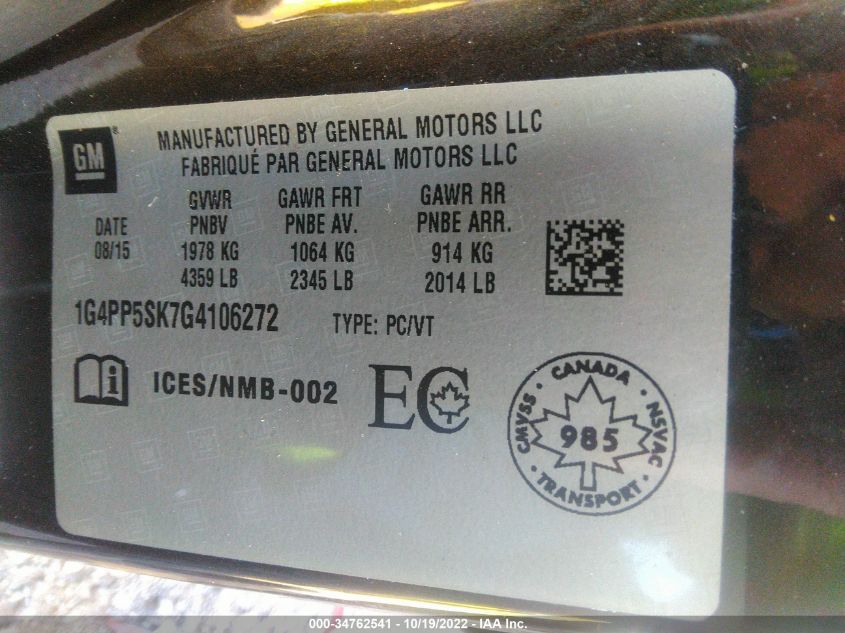 GM
MANUFACTURED BY GENERAL MOTORS LLC
FABRIQUÉ PAR GENERAL MOTORS LLC
GVWR GAWR FRT GAWR RR
DATE PNBV PNBE AV. PNBE ARR.
08/15 1978 KG 1064 KG 914 KG
4359 LB 2345 LB 2014 LB
1G4PP5SK7G4106272 TYPE: PC/VT
i ICES/NMB-002 EC
CANADA
CMVSS · 985 · NSVAC
TRANSPORT
000-34762541 - 10/19/2022 - IAA Inc.